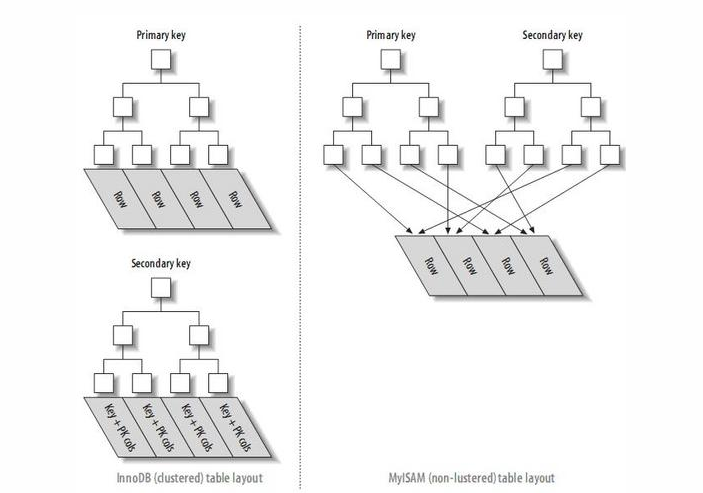 Primary key
Row
Row
Row
Row
Secondary key
Key + PK cols
Key + PK cols
Key + PK cols
Key + PK cols
InnoDB (clustered) table layout
Primary key
Secondary key
Row
Row
Row
Row
MyISAM (non-lustered) table layout